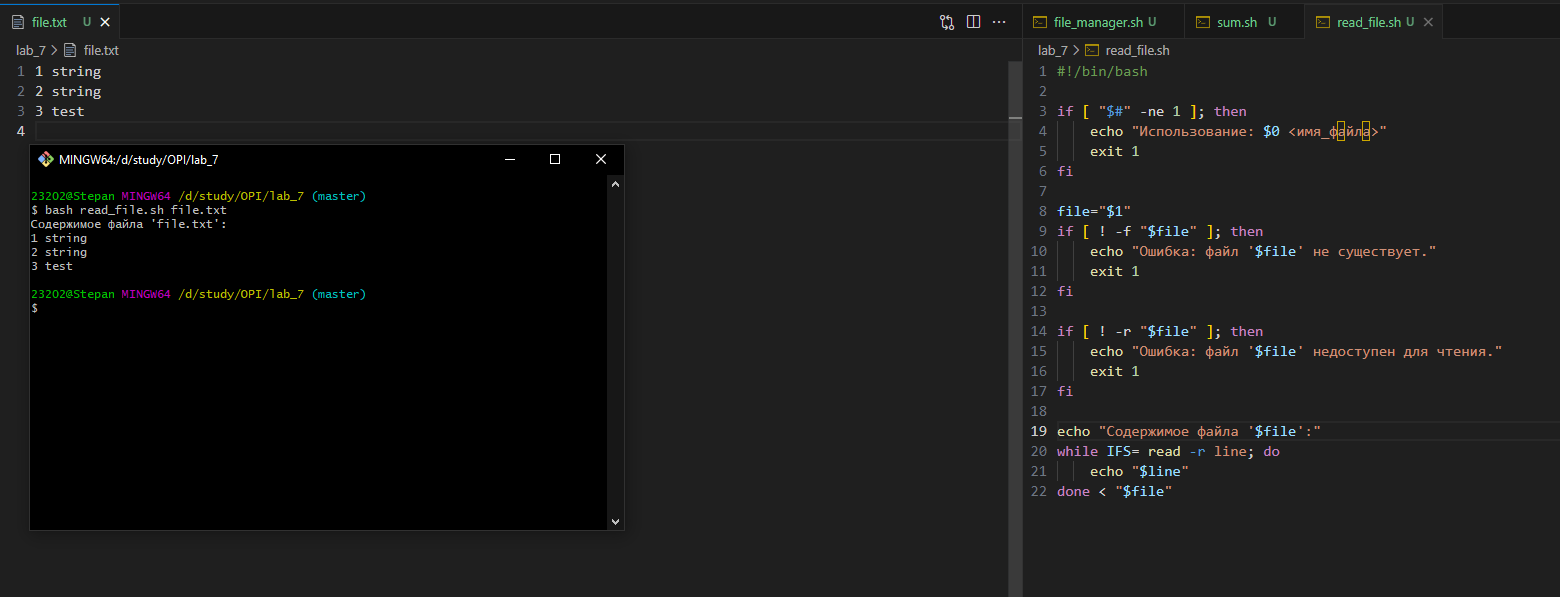 file.txt U
lab_7 > file.txt
1 1 string
2 2 string
3 3 test
4
MINGW64:/d/study/OPI/lab_7
23202@Stepan MINGW64 /d/study/OPI/lab_7 (master)
$ bash read_file.sh file.txt
Содержимое файла 'file.txt':
1 string
2 string
3 test
23202@Stepan MINGW64 /d/study/OPI/lab_7 (master)
$
file_manager.sh U sum.sh U read_file.sh U
lab_7 > read_file.sh
1 #!/bin/bash
2
3 if [ "$#" -ne 1 ]; then
4 echo "Использование: $0 <имя_файла>"
5 exit 1
6 fi
7
8 file="$1"
9 if [ ! -f "$file" ]; then
10 echo "Ошибка: файл '$file' не существует."
11 exit 1
12 fi
13
14 if [ ! -r "$file" ]; then
15 echo "Ошибка: файл '$file' недоступен для чтения."
16 exit 1
17 fi
18
19 echo "Содержимое файла '$file':"
20 while IFS= read -r line; do
21 echo "$line"
22 done < "$file"